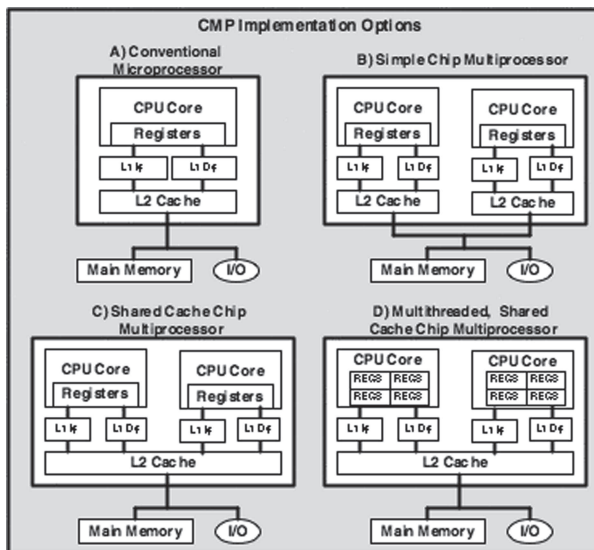 CMP Implementation Options
A) Conventional
Microprocessor
CPU Core
Registers
L1 I$
L1 D$
L2 Cache
Main Memory
I/O
B) Simple Chip Multiprocessor
CPU Core
Registers
L1 I$
L1 D$
L2 Cache
CPU Core
Registers
L1 I$
L1 D$
L2 Cache
Main Memory
I/O
C) Shared Cache Chip
Multiprocessor
CPU Core
Registers
L1 I$
L1 D$
CPU Core
Registers
L1 I$
L1 D$
L2 Cache
Main Memory
I/O
D) Multithreaded, Shared
Cache Chip Multiprocessor
CPU Core
REGS REGS
REGS REGS
L1 I$
L1 D$
CPU Core
REGS REGS
REGS REGS
L1 I$
L1 D$
L2 Cache
Main Memory
I/O